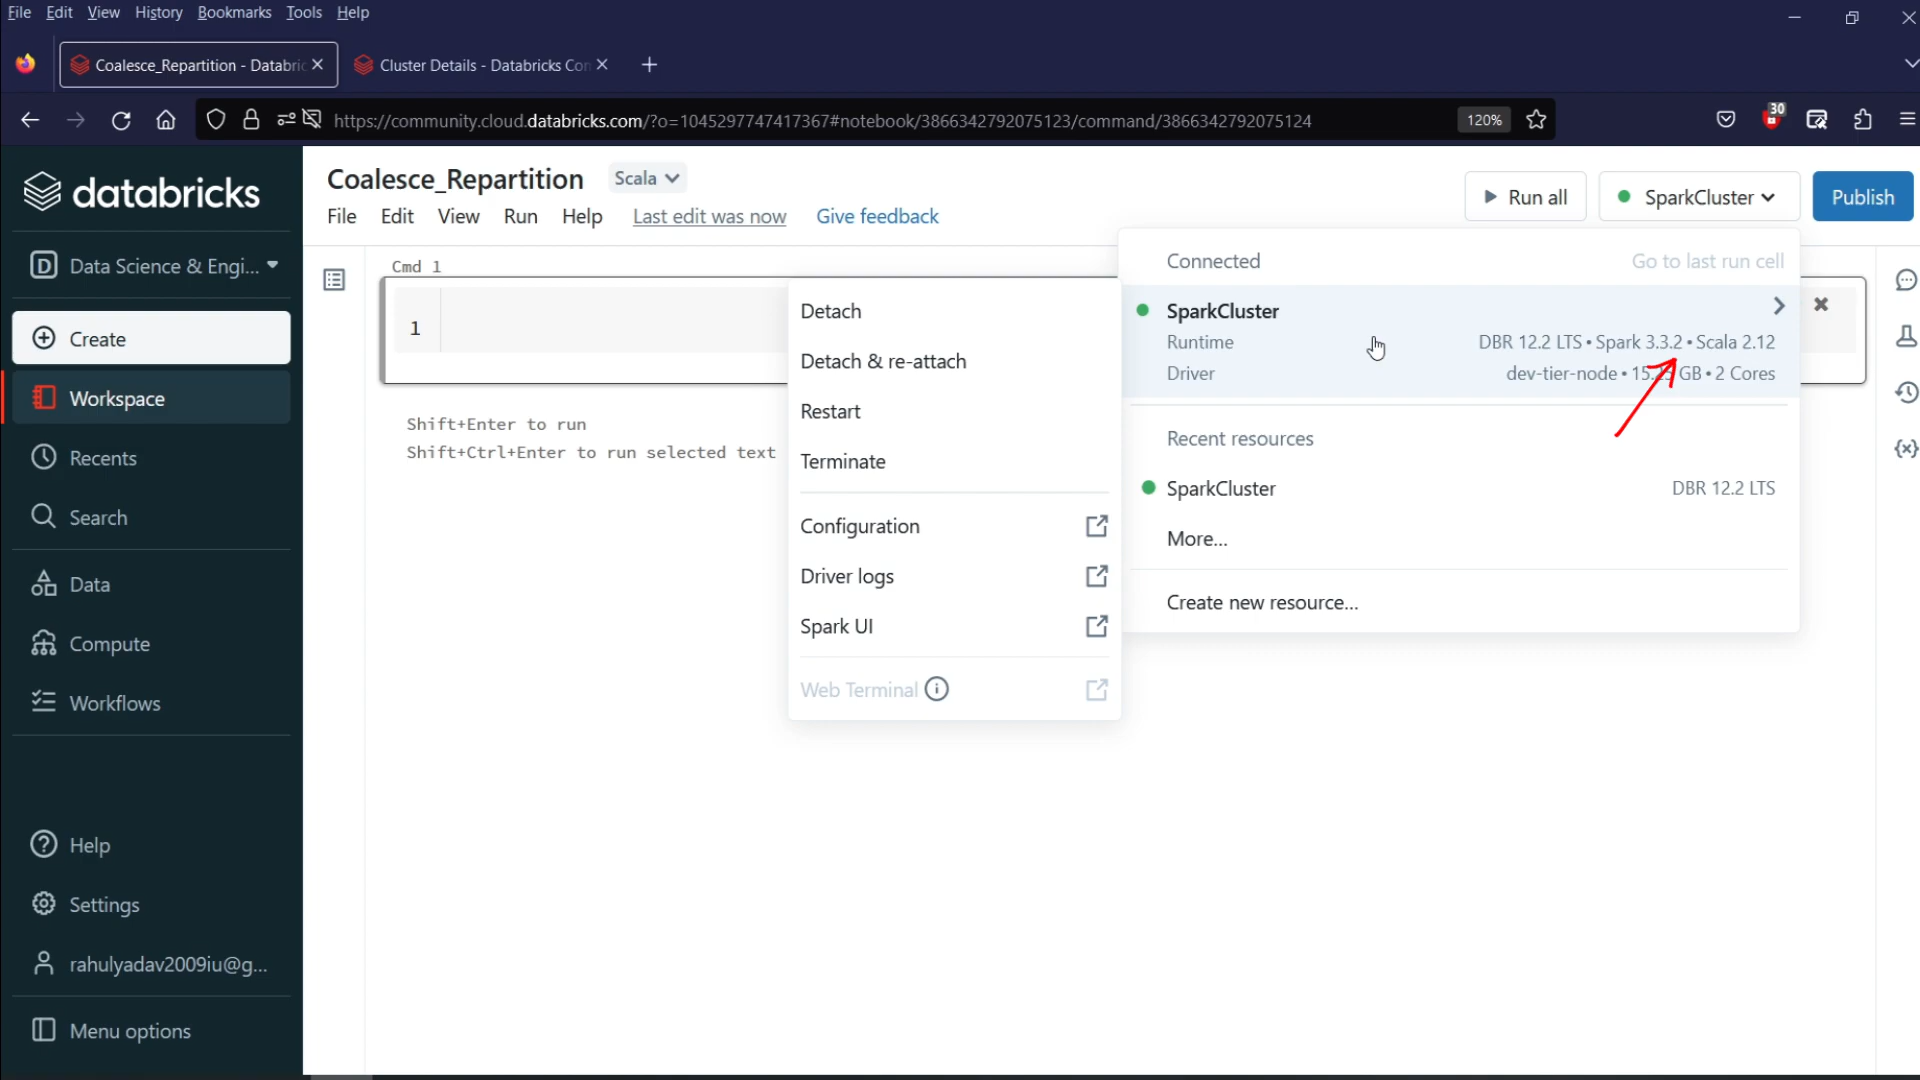 File Edit View History Bookmarks Tools Help
Coalesce_Repartition - Databric
Cluster Details - Databricks Con
https://community.cloud.databricks.com/?o=1045297747417367#notebook/3866342792075123/command/3866342792075124
120%
30
databricks
Coalesce_Repartition
Scala
Run all
SparkCluster
Publish
File Edit View Run Help Last edit was now Give feedback
D Data Science & Engi...
Create
Workspace
Recents
Search
Data
Compute
Workflows
Help
Settings
rahulyadav2009iu@g...
Menu options
Cmd 1
1
Shift+Enter to run
Shift+Ctrl+Enter to run selected text
Detach
Detach & re-attach
Restart
Terminate
Configuration
Driver logs
Spark UI
Web Terminal
Connected Go to last run cell
SparkCluster
Runtime DBR 12.2 LTS • Spark 3.3.2 • Scala 2.12
Driver dev-tier-node • 15.25 GB • 2 Cores
Recent resources
SparkCluster DBR 12.2 LTS
More...
Create new resource...